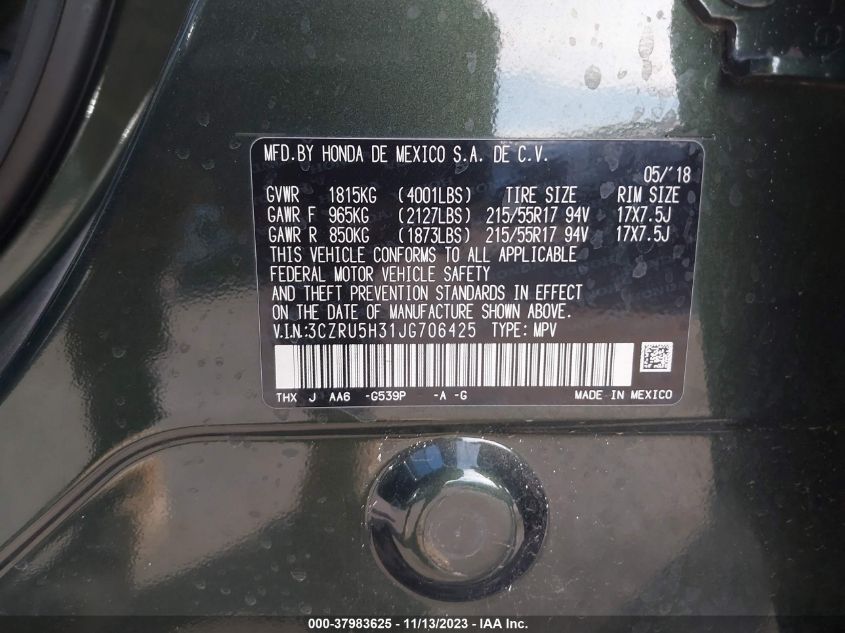 MFD.BY HONDA DE MEXICO S.A. DE C.V.
05/'18
GVWR 1815KG (4001LBS) TIRE SIZE RIM SIZE
GAWR F 965KG (2127LBS) 215/55R17 94V 17X7.5J
GAWR R 850KG (1873LBS) 215/55R17 94V 17X7.5J
THIS VEHICLE CONFORMS TO ALL APPLICABLE
FEDERAL MOTOR VEHICLE SAFETY
AND THEFT PREVENTION STANDARDS IN EFFECT
ON THE DATE OF MANUFACTURE SHOWN ABOVE.
V.I.N.:3CZRU5H31JG706425 TYPE: MPV
THX J AA6 -G539P -A -G MADE IN MEXICO
000-37983625 - 11/13/2023 - IAA Inc.